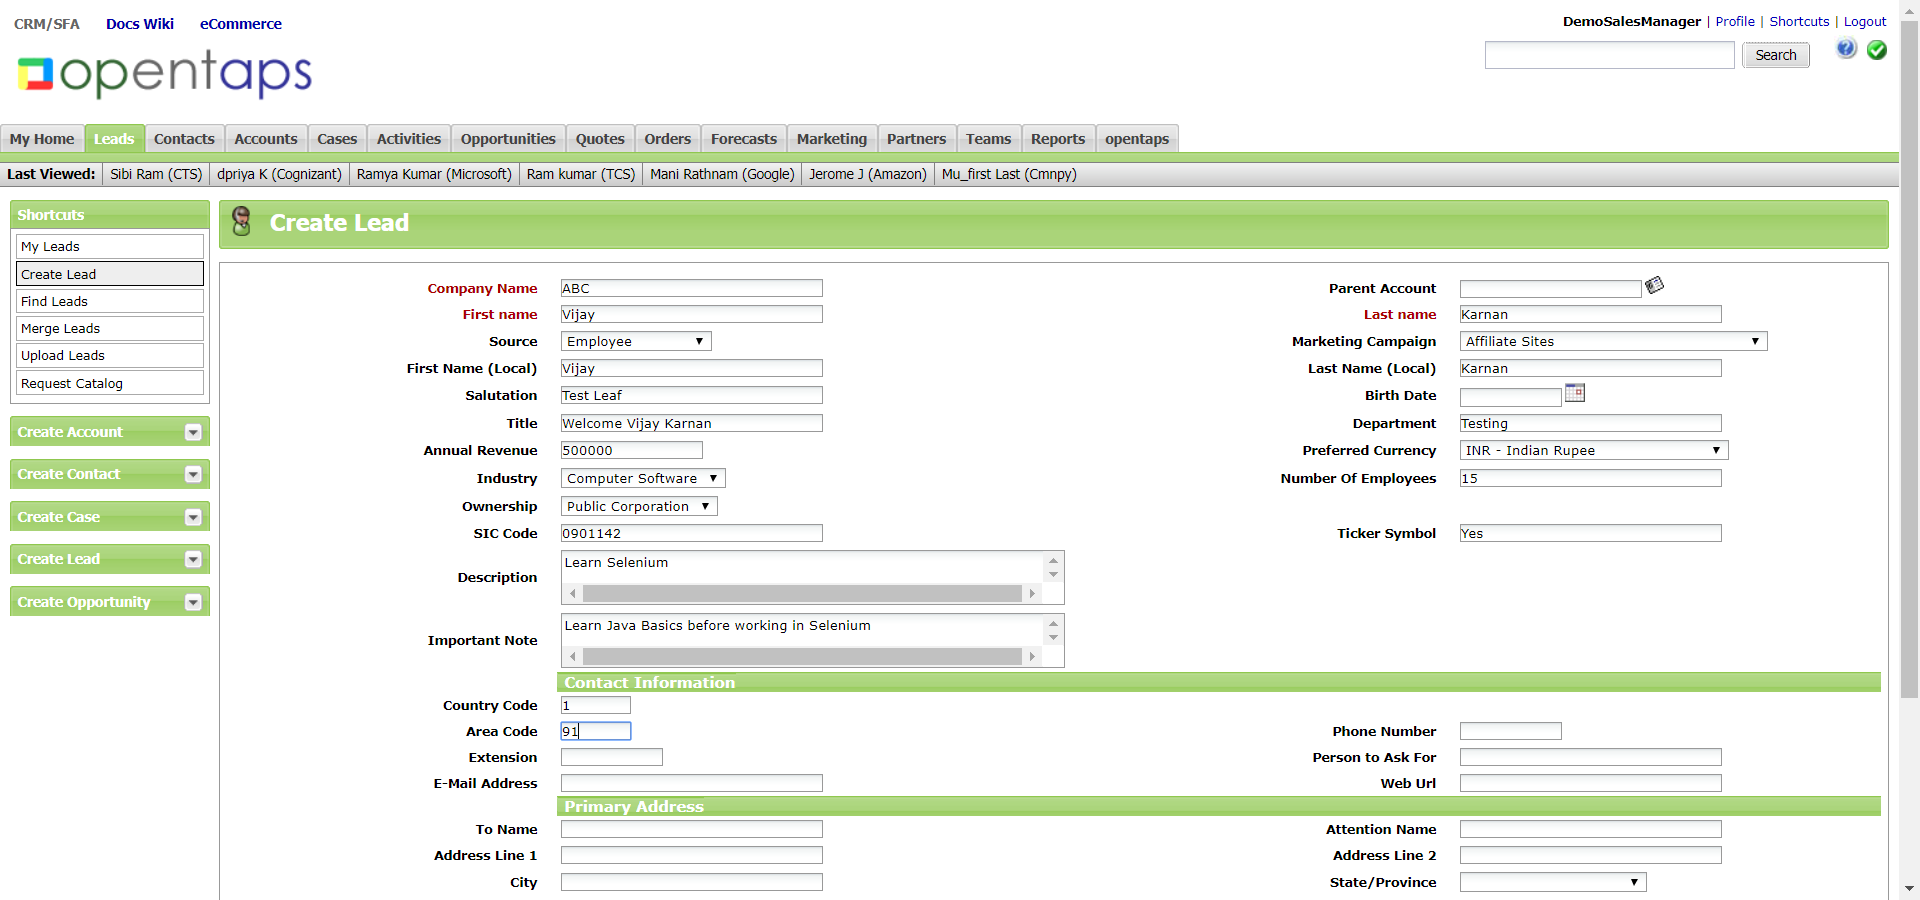 CRM/SFA Docs Wiki eCommerce
DemoSalesManager | Profile | Shortcuts | Logout
opentaps
Search
My Home Leads Contacts Accounts Cases Activities Opportunities Quotes Orders Forecasts Marketing Partners Teams Reports opentaps
Last Viewed: Sibi Ram (CTS) dpriya K (Cognizant) Ramya Kumar (Microsoft) Ram kumar (TCS) Mani Rathnam (Google) Jerome J (Amazon) Mu_first Last (Cmnpy)
Shortcuts
My Leads
Create Lead
Find Leads
Merge Leads
Upload Leads
Request Catalog
Create Account
Create Contact
Create Case
Create Lead
Create Opportunity
Create Lead
Company Name ABC Parent Account
First name Vijay Last name Karnan
Source Employee Marketing Campaign Affiliate Sites
First Name (Local) Vijay Last Name (Local) Karnan
Salutation Test Leaf Birth Date
Title Welcome Vijay Karnan Department Testing
Annual Revenue 500000 Preferred Currency INR - Indian Rupee
Industry Computer Software Number Of Employees 15
Ownership Public Corporation
SIC Code 0901142 Ticker Symbol Yes
Description Learn Selenium
Important Note Learn Java Basics before working in Selenium
Contact Information
Country Code 1
Area Code 91 Phone Number
Extension Person to Ask For
E-Mail Address Web Url
Primary Address
To Name Attention Name
Address Line 1 Address Line 2
City State/Province